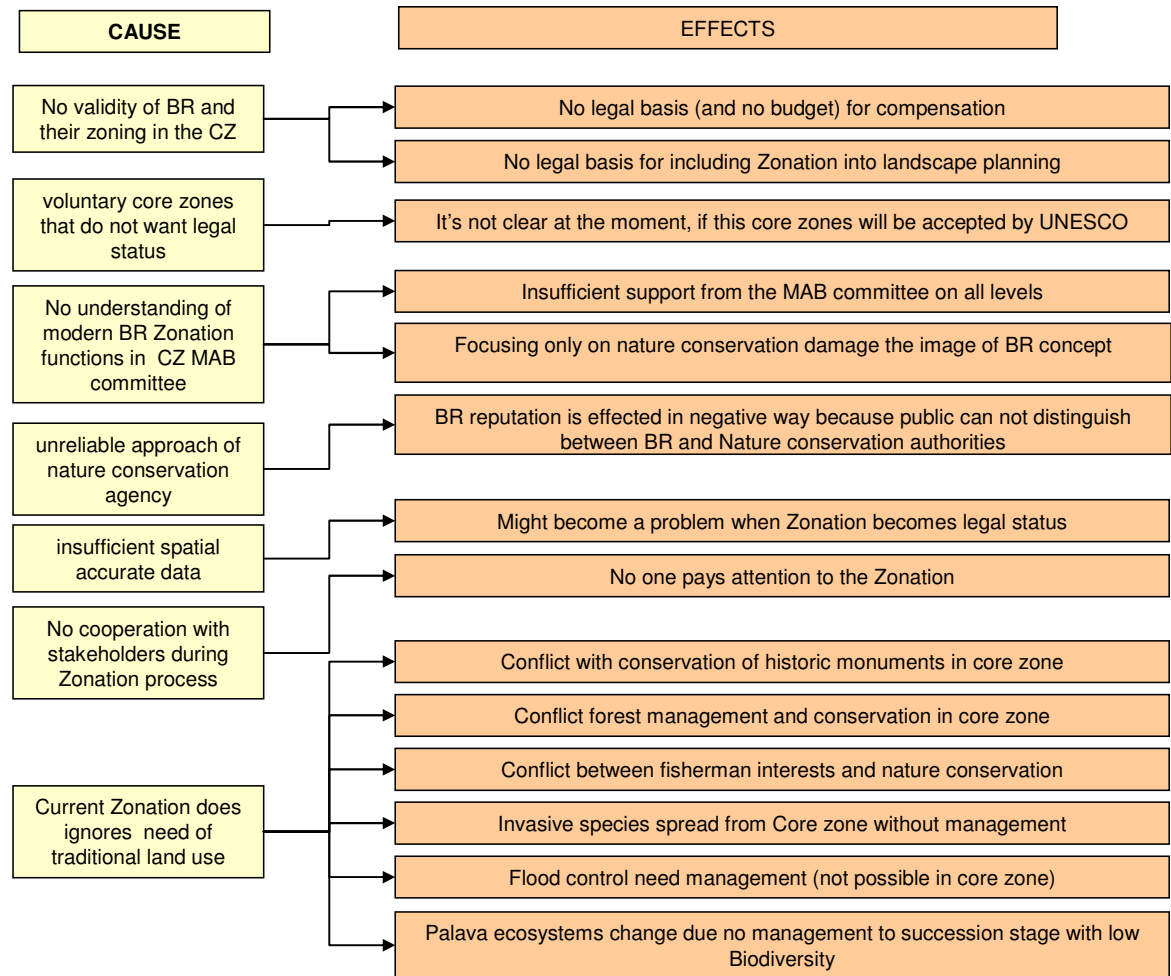 CAUSE
EFFECTS
No validity of BR and
their zoning in the CZ
No legal basis (and no budget) for compensation
No legal basis for including Zonation into landscape planning
voluntary core zones
that do not want legal
status
It's not clear at the moment, if this core zones will be accepted by UNESCO
No understanding of
modern BR Zonation
functions in CZ MAB
committee
Insufficient support from the MAB committee on all levels
Focusing only on nature conservation damage the image of BR concept
unreliable approach of
nature conservation
agency
BR reputation is effected in negative way because public can not distinguish
between BR and Nature conservation authorities
insufficient spatial
accurate data
Might become a problem when Zonation becomes legal status
No cooperation with
stakeholders during
Zonation process
No one pays attention to the Zonation
Current Zonation does
ignores need of
traditional land use
Conflict with conservation of historic monuments in core zone
Conflict forest management and conservation in core zone
Conflict between fisherman interests and nature conservation
Invasive species spread from Core zone without management
Flood control need management (not possible in core zone)
Palava ecosystems change due no management to succession stage with low
Biodiversity